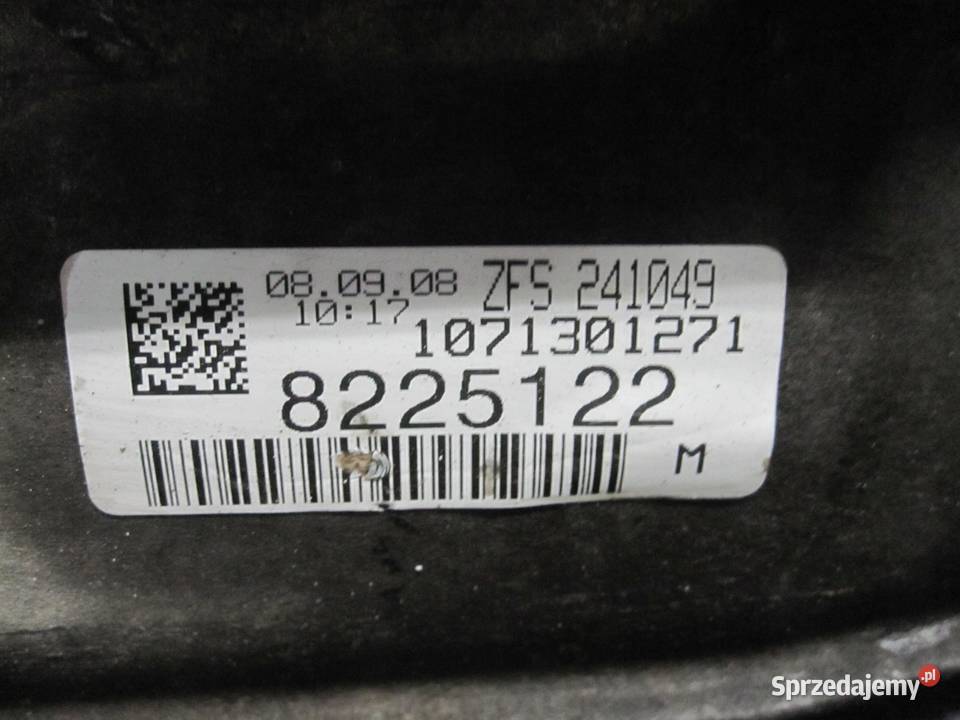 08.09.08 ZFS 241049
10:17
1071301271
8225122
M
Sprzedajemy.pl